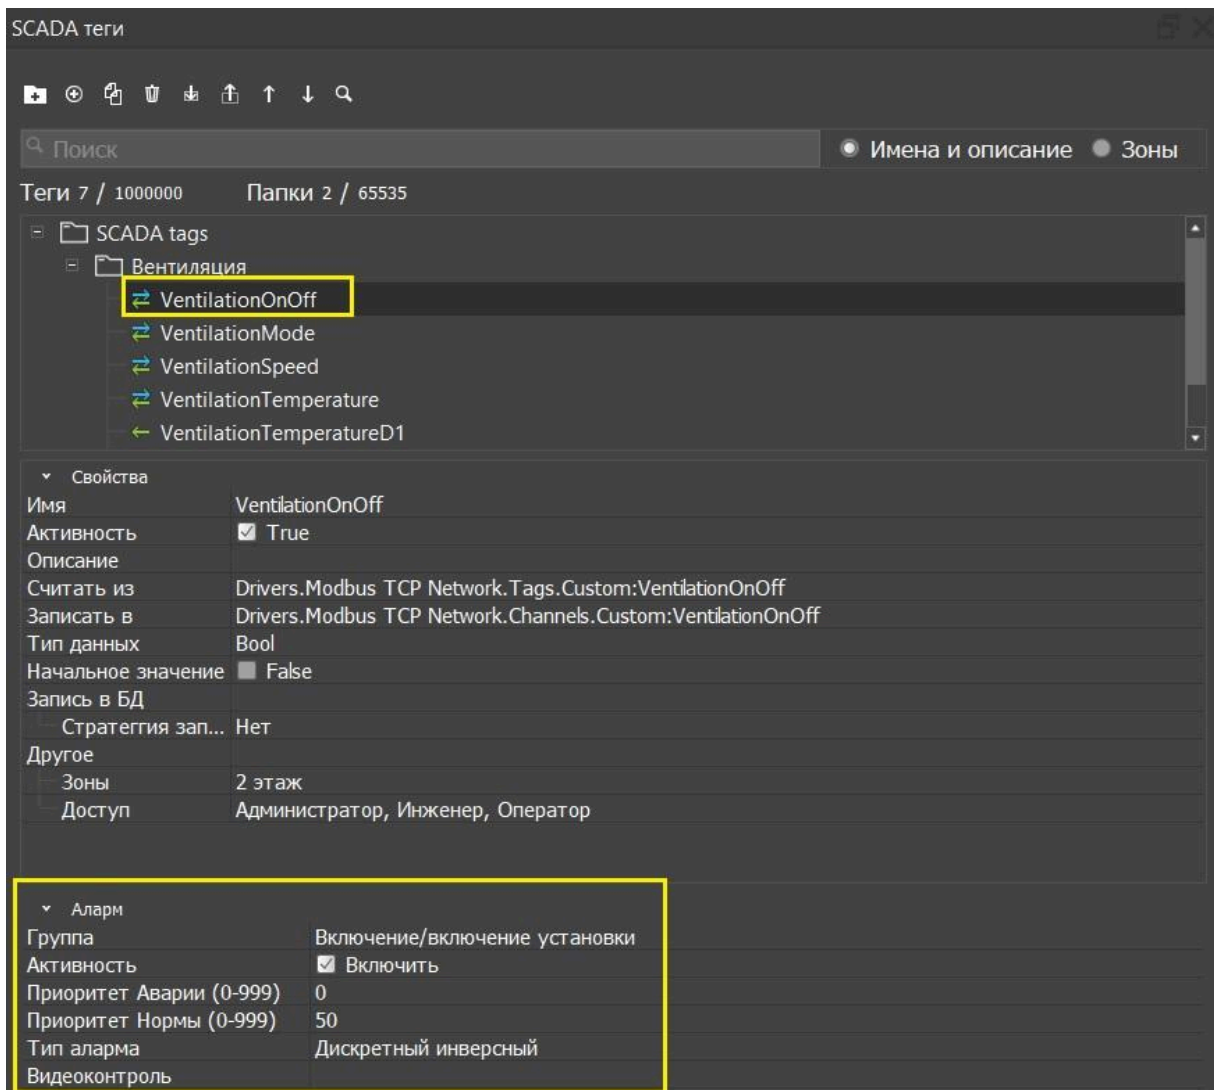 SCADA теги
Поиск Имена и описание Зоны
Теги 7 / 1000000 Папки 2 / 65535
SCADA tags
Вентиляция
VentilationOnOff
VentilationMode
VentilationSpeed
VentilationTemperature
VentilationTemperatureD1
Свойства
Имя VentilationOnOff
Активность True
Описание
Считать из Drivers.Modbus TCP Network.Tags.Custom:VentilationOnOff
Записать в Drivers.Modbus TCP Network.Channels.Custom:VentilationOnOff
Тип данных Bool
Начальное значение False
Запись в БД
Стратеггия зап... Нет
Другое
Зоны 2 этаж
Доступ Администратор, Инженер, Оператор
Аларм
Группа Включение/включение установки
Активность Включить
Приоритет Аварии (0-999) 0
Приоритет Нормы (0-999) 50
Тип аларма Дискретный инверсный
Видеоконтроль